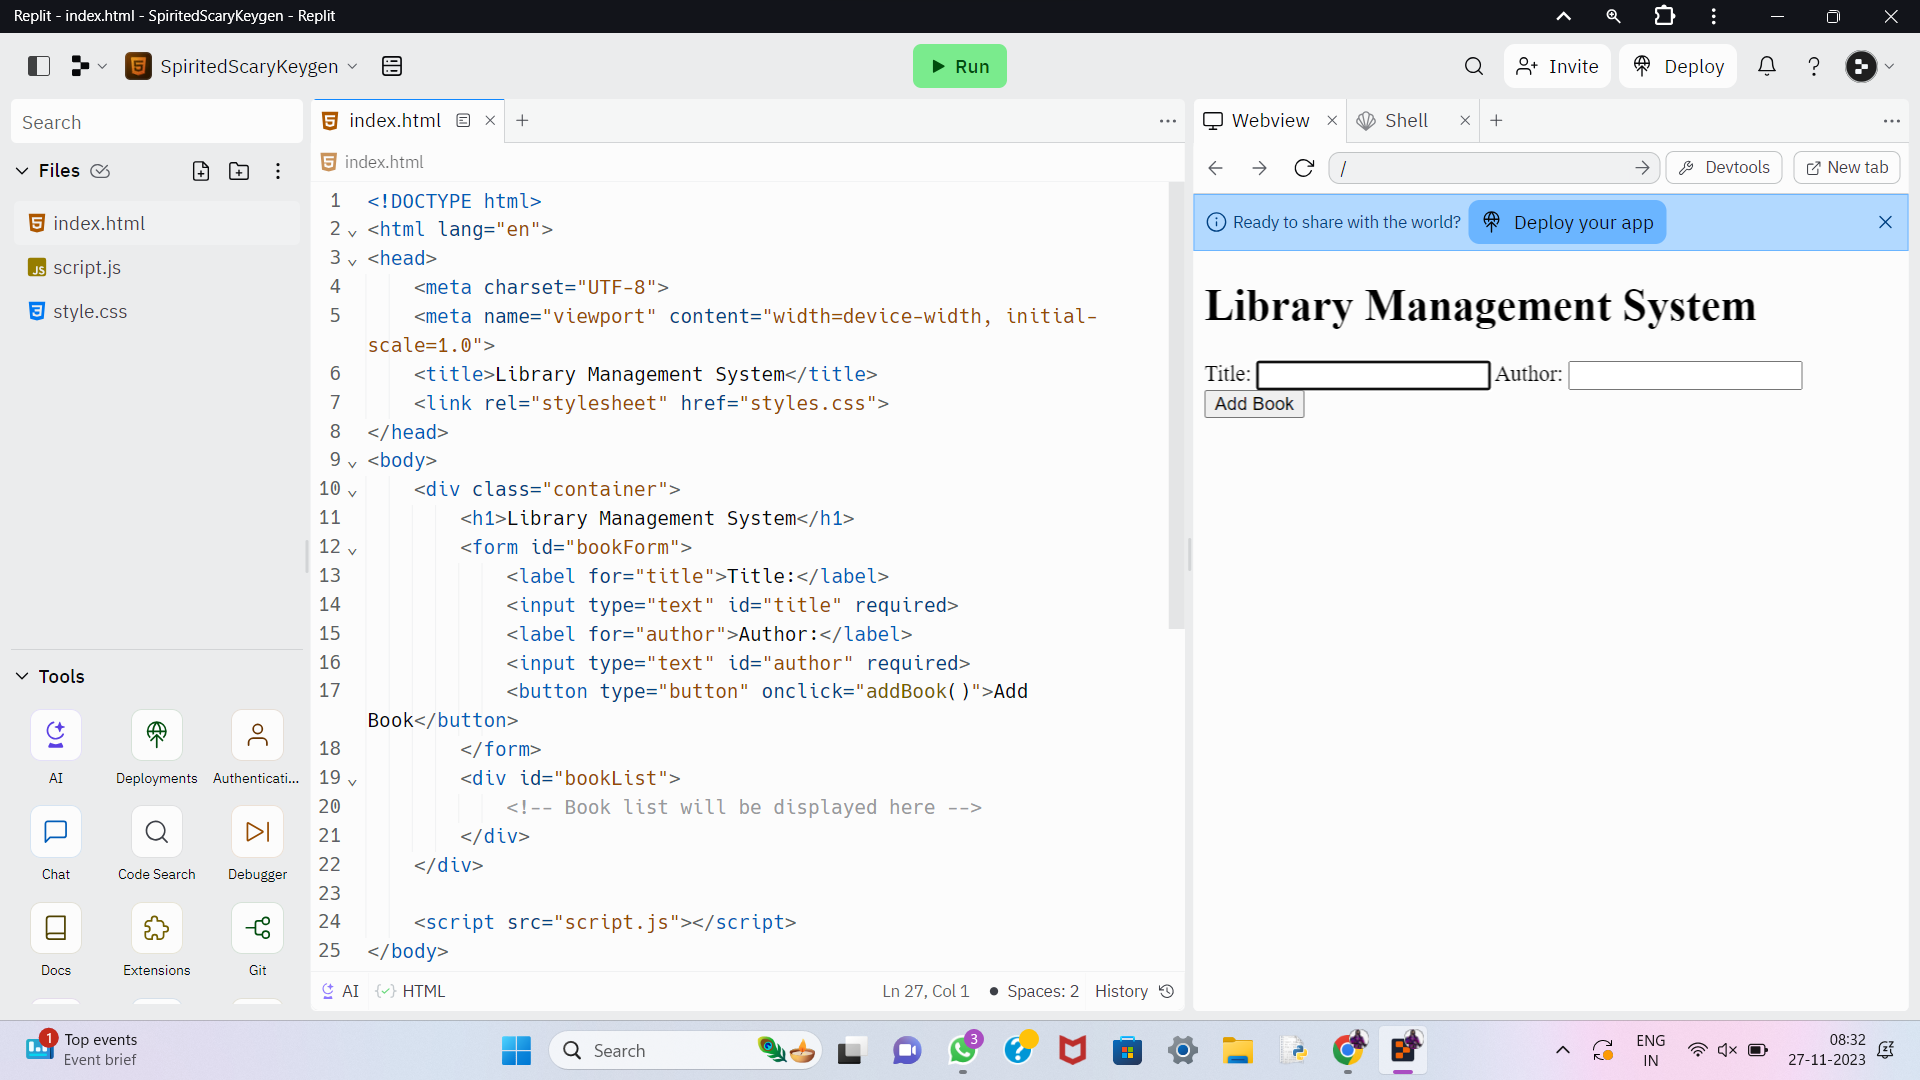 Replit - index.html - SpiritedScaryKeygen - Replit
SpiritedScaryKeygen
Run
Invite
Deploy
Search
Files
index.html
script.js
style.css
Tools
AI
Deployments
Authenticati...
Chat
Code Search
Debugger
Docs
Extensions
Git
index.html
index.html
1 <!DOCTYPE html>
2 <html lang="en">
3 <head>
4 <meta charset="UTF-8">
5 <meta name="viewport" content="width=device-width, initial-
scale=1.0">
6 <title>Library Management System</title>
7 <link rel="stylesheet" href="styles.css">
8 </head>
9 <body>
10 <div class="container">
11 <h1>Library Management System</h1>
12 <form id="bookForm">
13 <label for="title">Title:</label>
14 <input type="text" id="title" required>
15 <label for="author">Author:</label>
16 <input type="text" id="author" required>
17 <button type="button" onclick="addBook()">Add
Book</button>
18 </form>
19 <div id="bookList">
20 <!-- Book list will be displayed here -->
21 </div>
22 </div>
23
24 <script src="script.js"></script>
25 </body>
AI HTML Ln 27, Col 1 Spaces: 2 History
Webview Shell
/ Devtools New tab
Ready to share with the world? Deploy your app
Library Management System
Title: Author:
Add Book
1 Top events
Event brief
Search
3
ENG
IN
08:32
27-11-2023